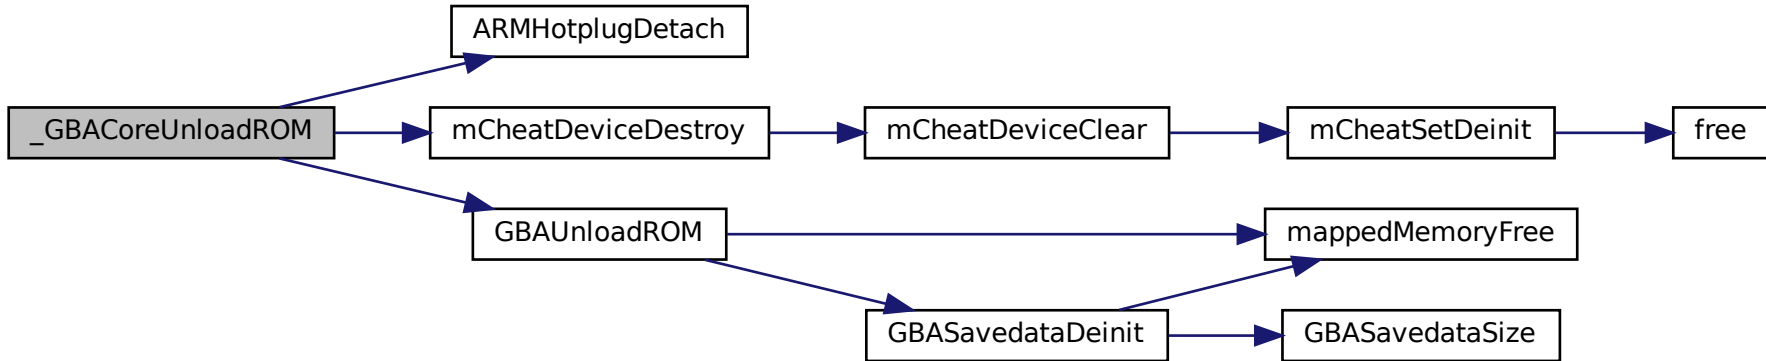 ARMHotplugDetach
_GBACoreUnloadROM
mCheatDeviceDestroy
mCheatDeviceClear
mCheatSetDeinit
free
GBAUnloadROM
mappedMemoryFree
GBASavedataDeinit
GBASavedataSize